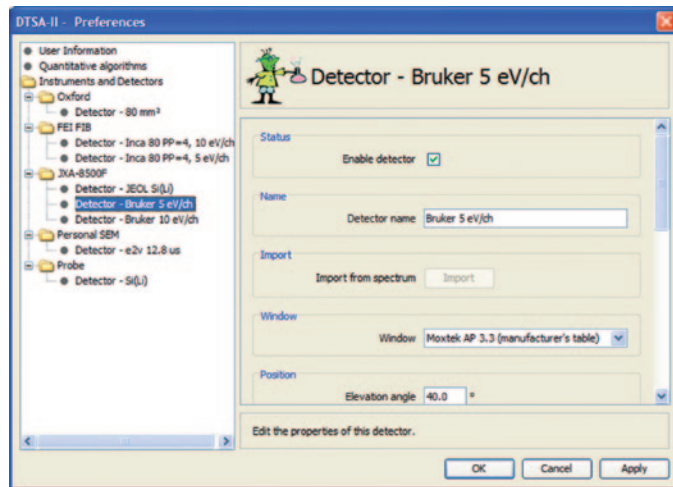 DTSA-II - Preferences
User Information
Quantitative algorithms
Instruments and Detectors
Oxford
Detector - 80 mm²
FEI FIB
Detector - Inca 80 PP=4, 10 eV/ch
Detector - Inca 80 PP=4, 5 eV/ch
JXA-8500F
Detector - JEOL Si(Li)
Detector - Bruker 5 eV/ch
Detector - Bruker 10 eV/ch
Personal SEM
Detector - e2v 12.8 us
Probe
Detector - Si(Li)
Detector - Bruker 5 eV/ch
Status
Enable detector
Name
Detector name Bruker 5 eV/ch
Import
Import from spectrum Import
Window
Window Moxtek AP 3.3 (manufacturer's table)
Position
Elevation angle 40.0 °
Edit the properties of this detector.
OK Cancel Apply